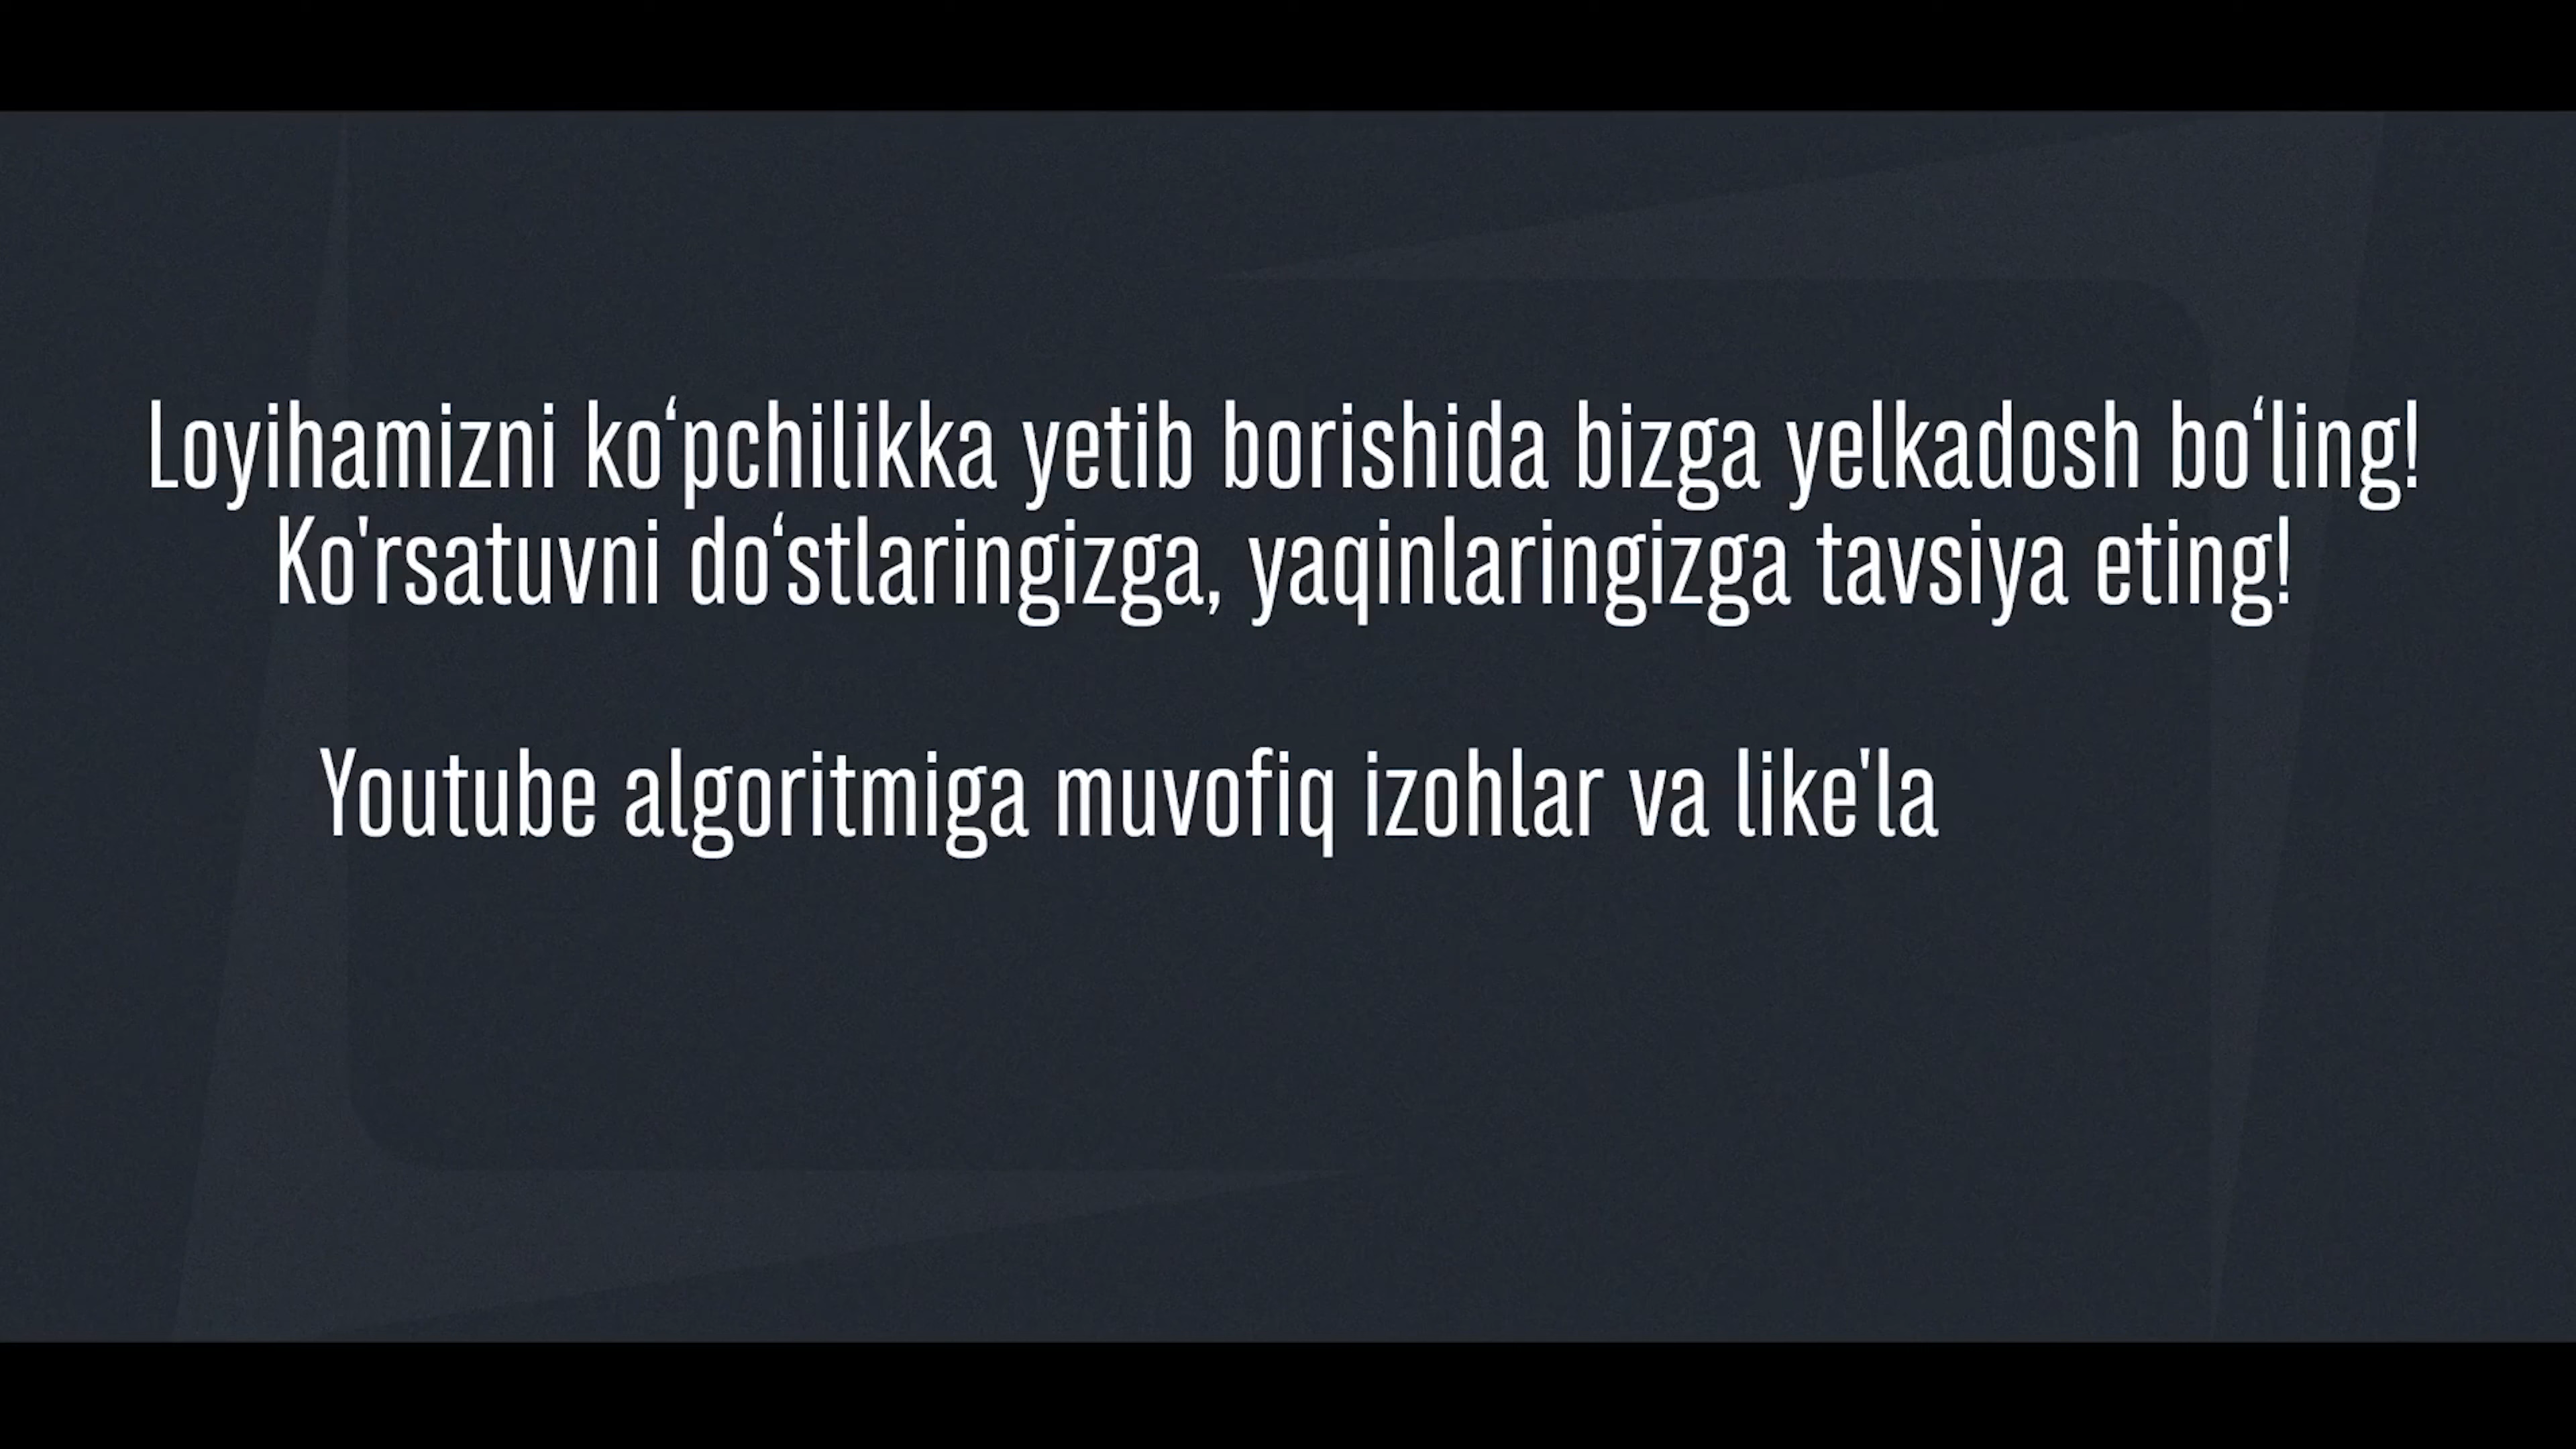 Loyihamizni ko‘pchilikka yetib borishida bizga yelkadosh bo‘ling!
Ko'rsatuvni do‘stlaringizga, yaqinlaringizga tavsiya eting!
Youtube algoritmiga muvofiq izohlar va like'la